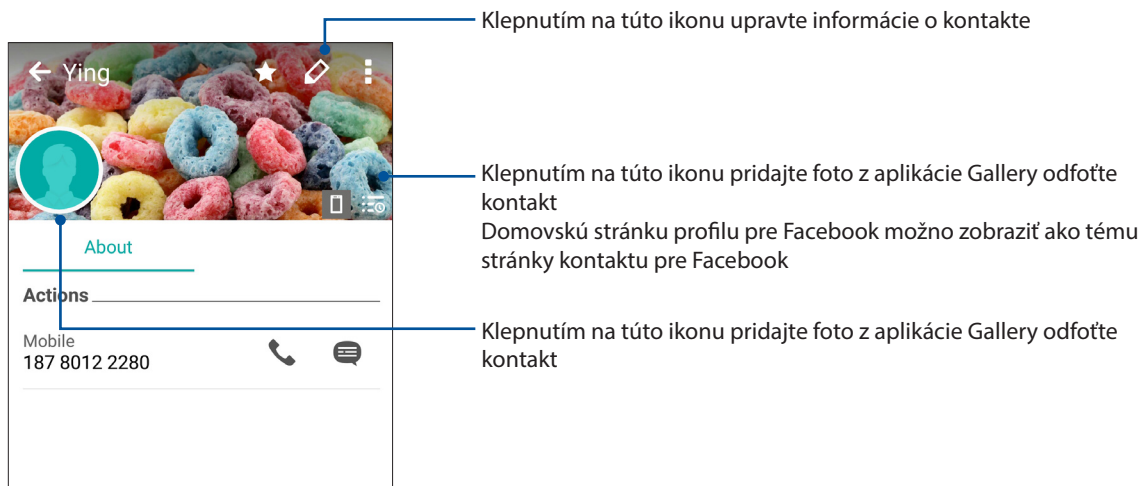 Klepnutím na túto ikonu upravte informácie o kontakte
Ying
Klepnutím na túto ikonu pridajte foto z aplikácie Gallery odfoťte
kontakt
Domovskú stránku profilu pre Facebook možno zobraziť ako tému
stránky kontaktu pre Facebook
About
Actions
Klepnutím na túto ikonu pridajte foto z aplikácie Gallery odfoťte
kontakt
Mobile
187 8012 2280